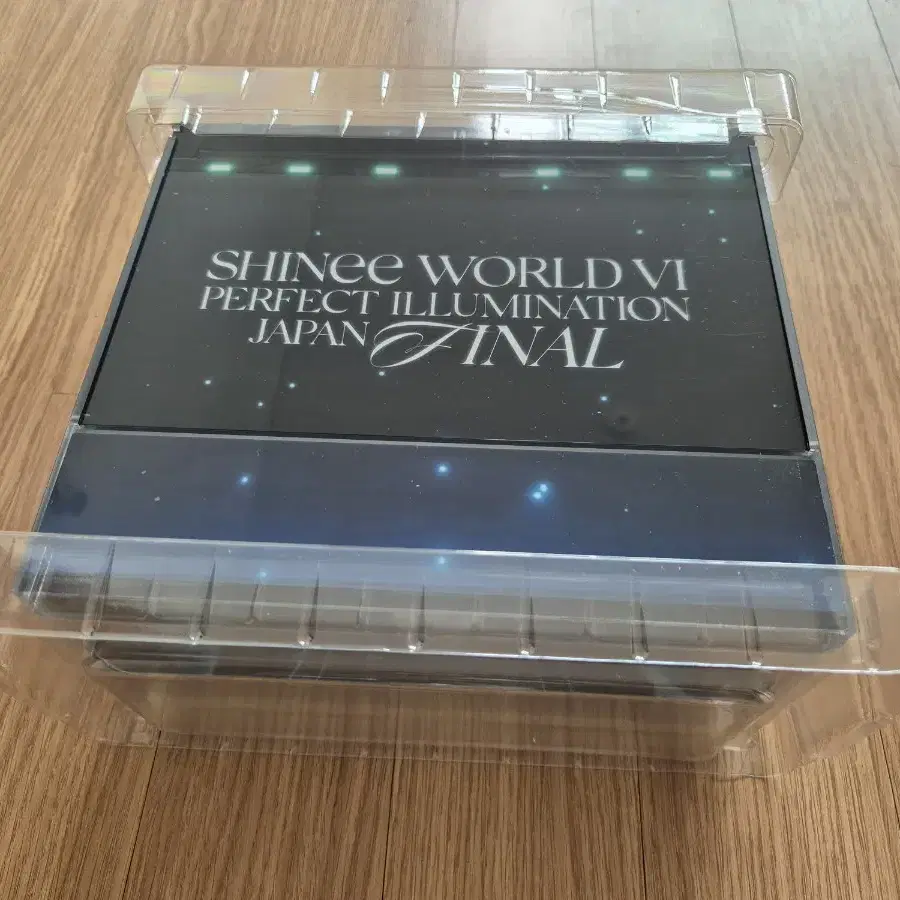 SHINee WORLD VI
PERFECT ILLUMINATION
JAPAN FINAL